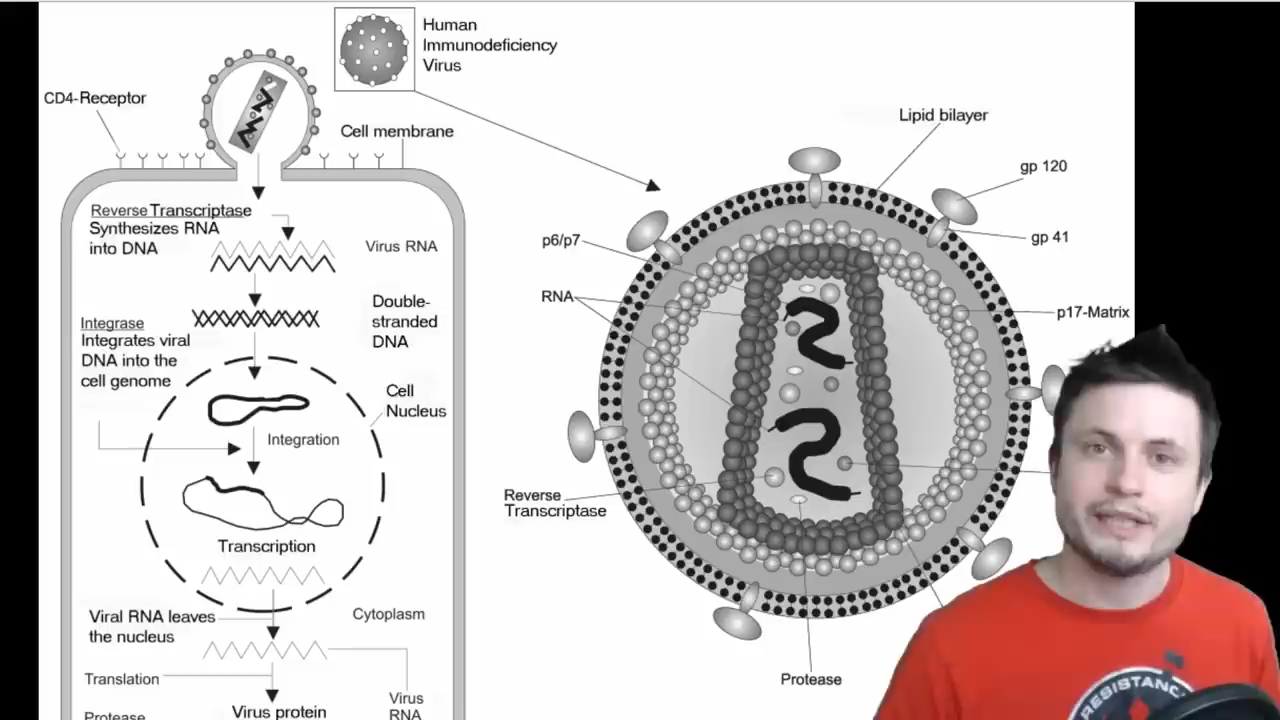 Human
Immunodeficiency
Virus
CD4-Receptor
Cell membrane
Reverse Transcriptase
Synthesizes RNA
into DNA
Virus RNA
Double-
stranded
DNA
Integrase
Integrates viral
DNA into the
cell genome
Cell
Nucleus
Integration
Transcription
Viral RNA leaves
the nucleus
Cytoplasm
Translation
Virus
RNA
Virus protein
Protease
Lipid bilayer
gp 120
gp 41
p6/p7
RNA
p17-Matrix
Reverse
Transcriptase
Protease
RESISTANC